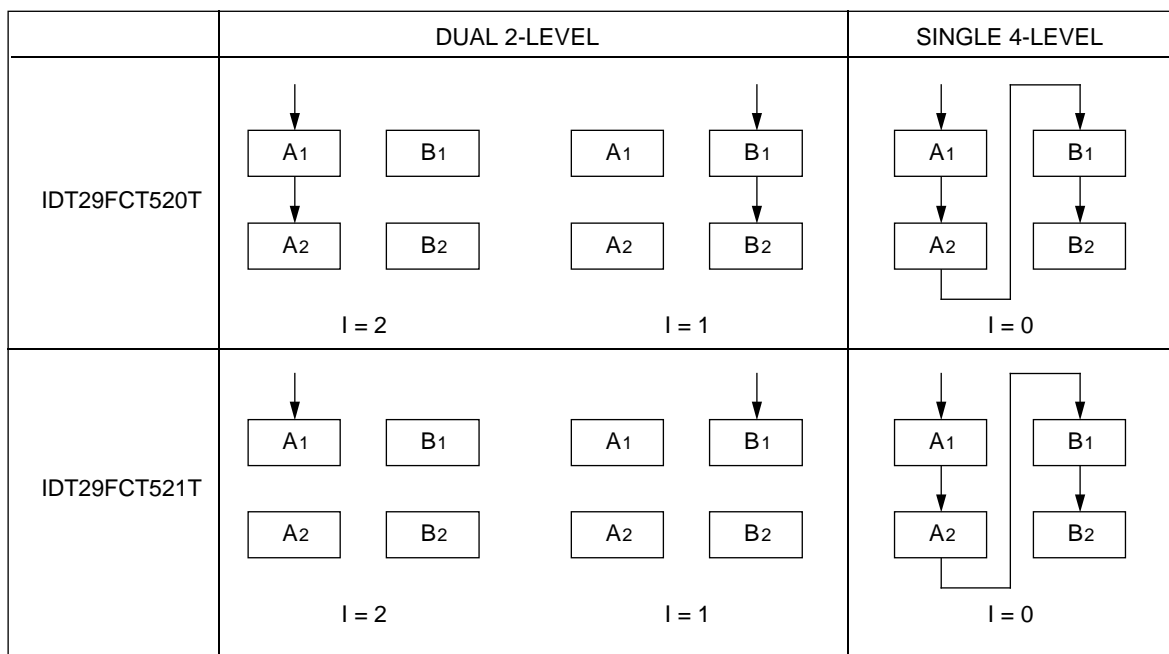 DUAL 2-LEVEL SINGLE 4-LEVEL
A1 B1 A1 B1 A1 B1
IDT29FCT520T
A2 B2 A2 B2 A2 B2
I = 2 I = 1 I = 0
A1 B1 A1 B1 A1 B1
IDT29FCT521T
A2 B2 A2 B2 A2 B2
I = 2 I = 1 I = 0